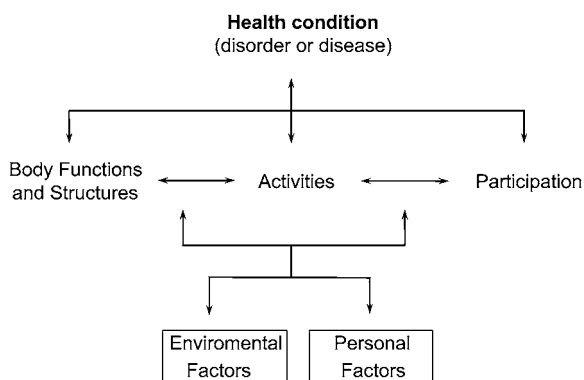 Health condition
(disorder or disease)
Body Functions
and Structures
Activities
Participation
Enviromental
Factors
Personal
Factors